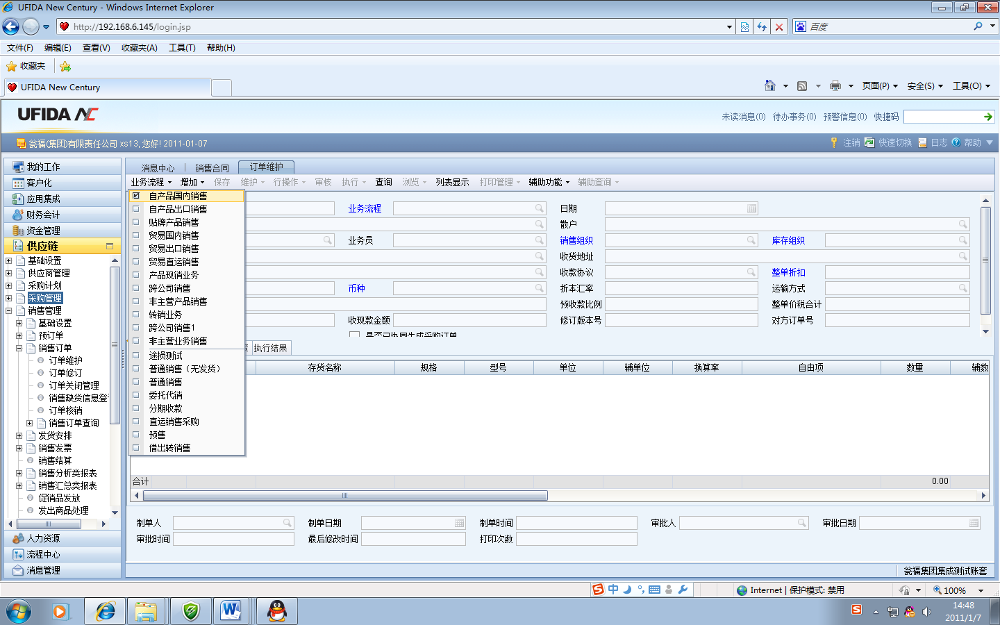 UFIDA New Century - Windows Internet Explorer
http://192.168.6.145/login.jsp
百度
文件(F) 编辑(E) 查看(V) 收藏夹(A) 工具(T) 帮助(H)
收藏夹
UFIDA New Century
页面(P) 安全(S) 工具(O)
UFIDA NC
未读消息(0) 待办事务(0) 预警信息(0) 快捷码
瓮福(集团)有限责任公司 xs13, 您好! 2011-01-07
注销 快速切换 日志 帮助
我的工作
客户化
应用集成
财务会计
资金管理
供应链
基础设置
供应商管理
采购计划
采购管理
销售管理
基础设置
预订单
销售订单
订单维护
订单修订
订单关闭管理
销售缺货信息登
订单核销
销售订单查询
发货安排
销售发票
销售结算
销售分析类报表
销售汇总类报表
促销品发放
发出商品处理
人力资源
流程中心
消息管理
消息中心 销售合同 订单维护
业务流程 增加 保存 维护 行操作 审核 执行 查询 浏览 列表显示 打印管理 辅助功能 辅助查询
自产品国内销售
自产品出口销售
贴牌产品销售
贸易国内销售
贸易出口销售
贸易直运销售
产品现销业务
跨公司销售
非主营产品销售
转销业务
跨公司销售1
非主营业务销售
途损测试
普通销售（无发货）
普通销售
委托代销
分期收款
直运销售采购
预售
借出转销售
业务流程 日期
散户
业务员 销售组织 库存组织
收货地址
收款协议 整单折扣
币种 折本汇率 运输方式
预收款比例 整单价税合计
收现款金额 修订版本号 对方订单号
是否已协同生成采购订单
执行结果
存货名称 规格 型号 单位 辅单位 换算率 自由项 数量 辅数
合计 0.00
制单人 制单日期 制单时间 审批人 审批日期
审批时间 最后修改时间 打印次数
瓮福集团集成测试账套
中
Internet | 保护模式: 禁用
100%
14:48
2011/1/7